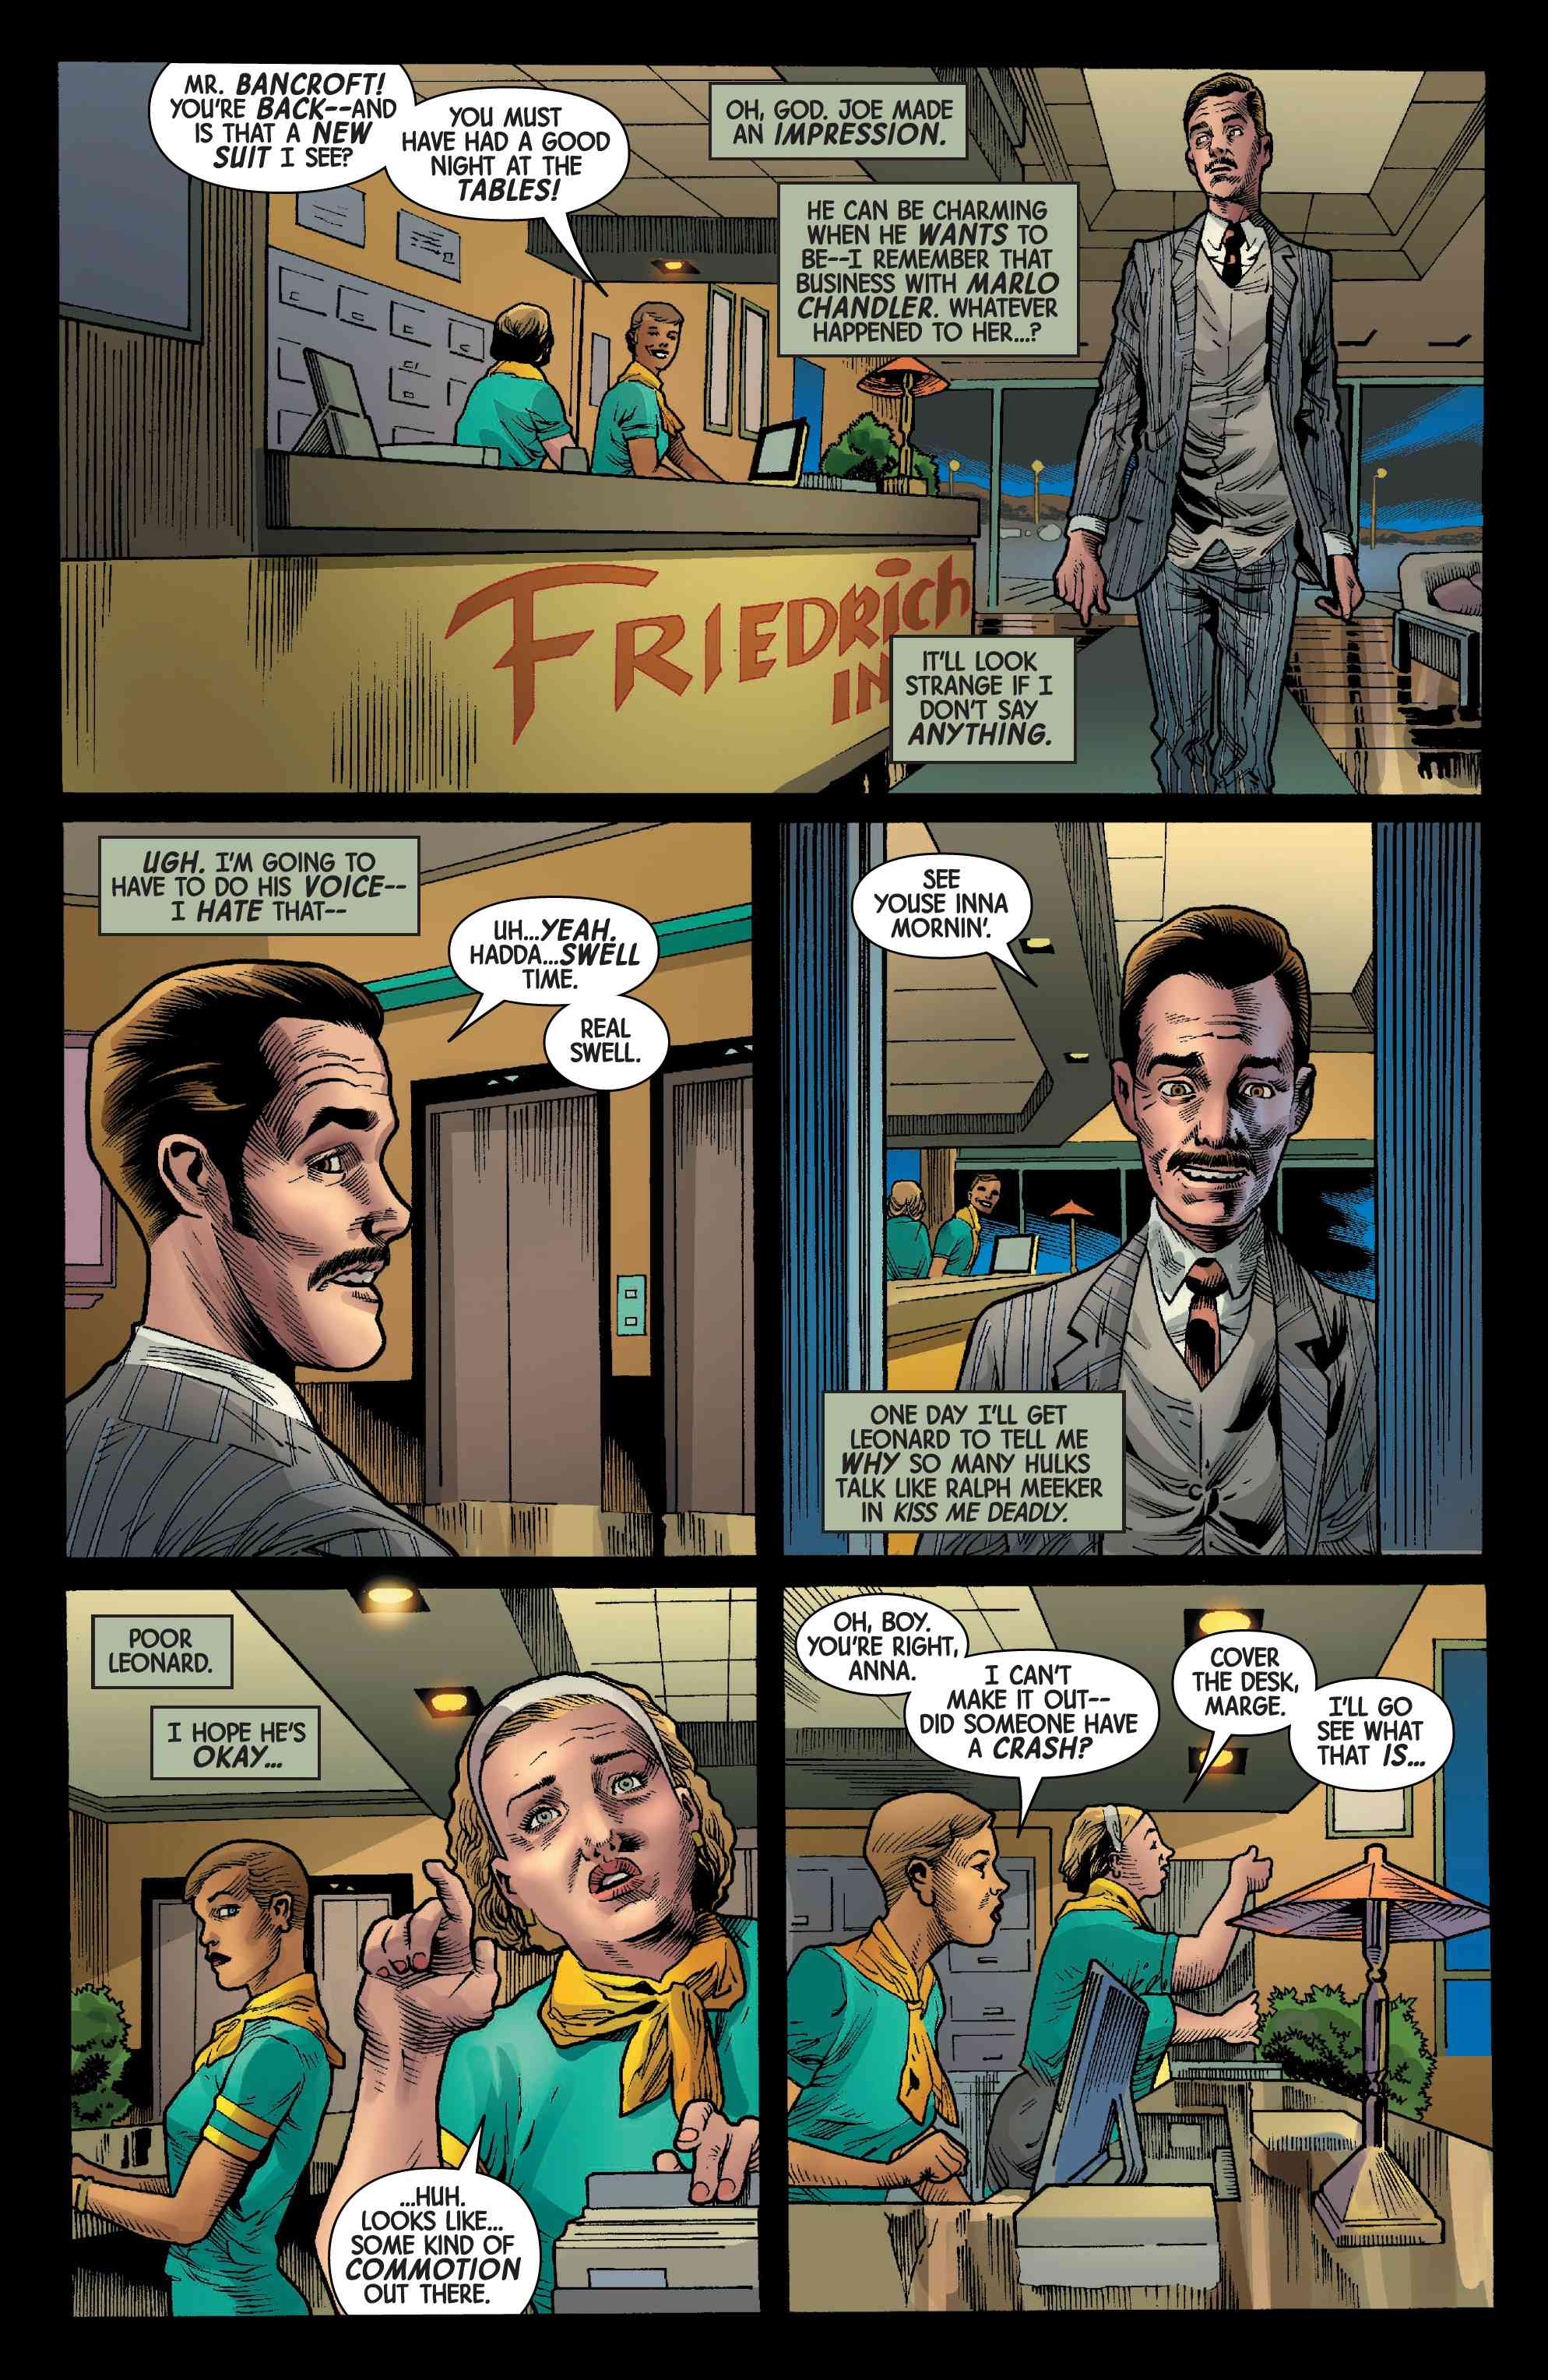 MR. BANCROFT!
YOU'RE BACK--AND
IS THAT A NEW
SUIT I SEE?
YOU MUST
HAVE HAD A GOOD
NIGHT AT THE
TABLES!
OH, GOD. JOE MADE
AN IMPRESSION.
HE CAN BE CHARMING
WHEN HE WANTS TO
BE--I REMEMBER THAT
BUSINESS WITH MARLO
CHANDLER. WHATEVER
HAPPENED TO HER...?
FRIEDRich
IN
IT'LL LOOK
STRANGE IF I
DON'T SAY
ANYTHING.
UGH. I'M GOING TO
HAVE TO DO HIS VOICE--
I HATE THAT--
UH...YEAH.
HADDA...SWELL
TIME.
REAL
SWELL.
SEE
YOUSE INNA
MORNIN'.
ONE DAY I'LL GET
LEONARD TO TELL ME
WHY SO MANY HULKS
TALK LIKE RALPH MEEKER
IN KISS ME DEADLY.
POOR
LEONARD.
I HOPE HE'S
OKAY...
...HUH.
LOOKS LIKE...
SOME KIND OF
COMMOTION
OUT THERE.
OH, BOY.
YOU'RE RIGHT,
ANNA.
I CAN'T
MAKE IT OUT--
DID SOMEONE HAVE
A CRASH?
COVER
THE DESK,
MARGE.
I'LL GO
SEE WHAT
THAT IS...